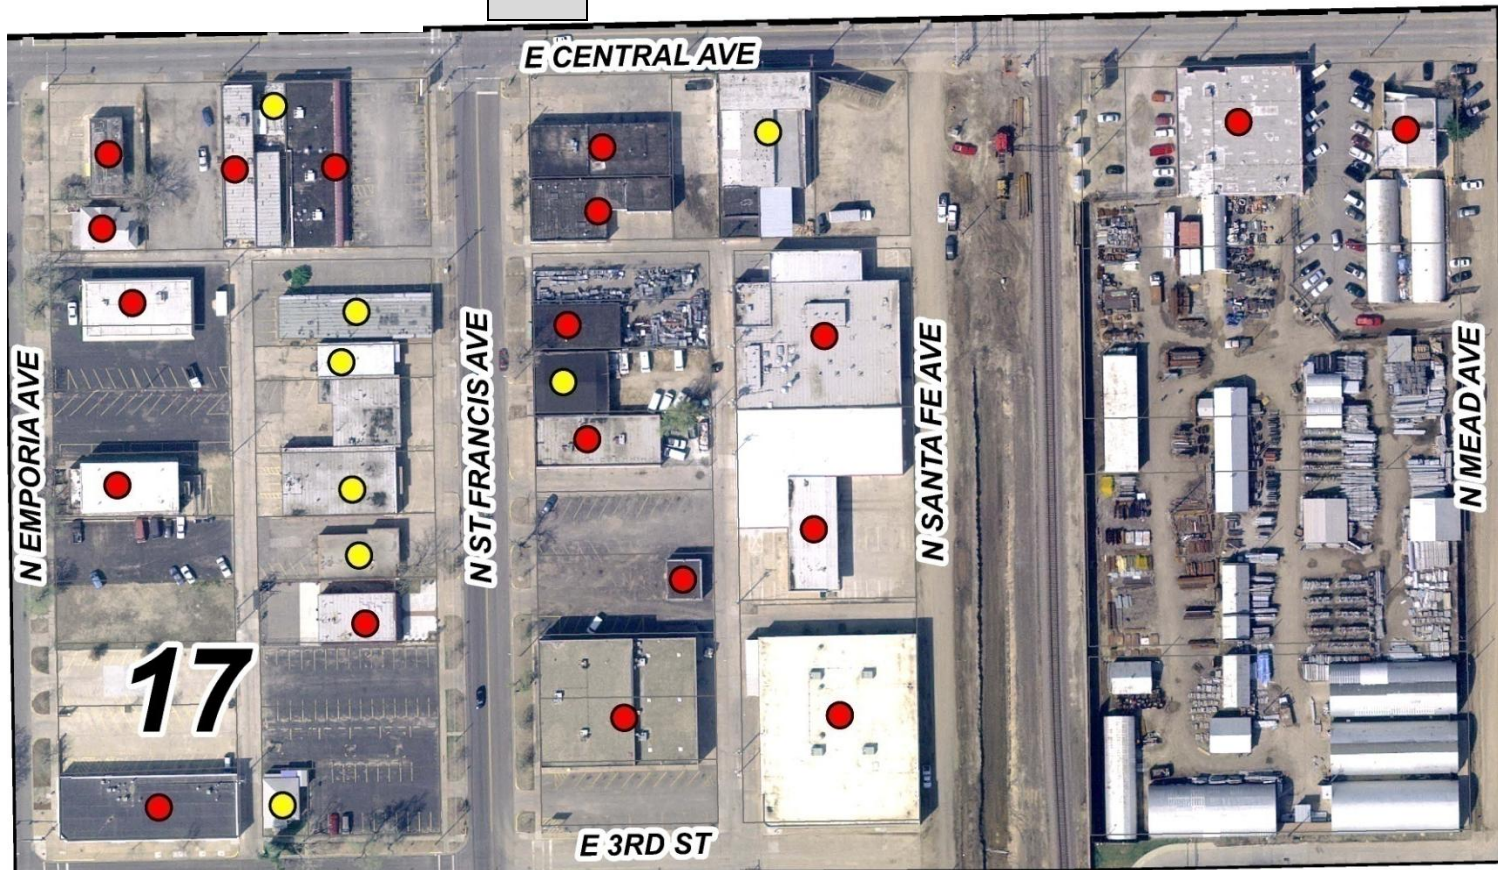 E CENTRAL AVE
N EMPORIA AVE
N ST FRANCIS AVE
N SANTA FE AVE
N MEAD AVE
17
E 3RD ST